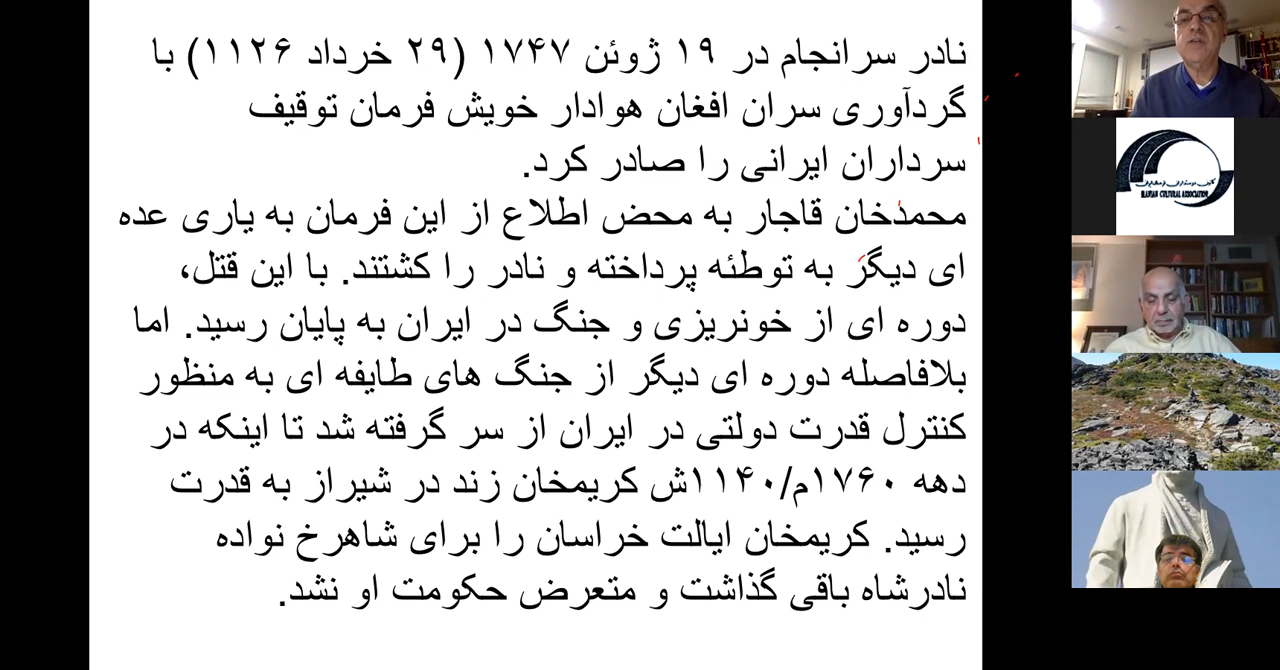 نادر سرانجام در ۱۹ ژوئن ۱۷۴۷ (۲۹ خرداد ۱۱۲۶) با
گردآوری سران افغان هوادار خویش فرمان توقیف
سرداران ایرانی را صادر کرد.
محمدخان قاجار به محض اطلاع از این فرمان به یاری عده
ای دیگر به توطئه پرداخته و نادر را کشتند. با این قتل،
دوره ای از خونریزی و جنگ در ایران به پایان رسید. اما
بلافاصله دوره ای دیگر از جنگ های طایفه ای به منظور
کنترل قدرت دولتی در ایران از سر گرفته شد تا اینکه در
دهه ۱۷۶۰م/۱۱۴۰ش کریمخان زند در شیراز به قدرت
رسید. کریمخان ایالت خراسان را برای شاهرخ نواده
نادرشاه باقی گذاشت و متعرض حکومت او نشد.
IRANIAN CULTURAL ASSOCIATION